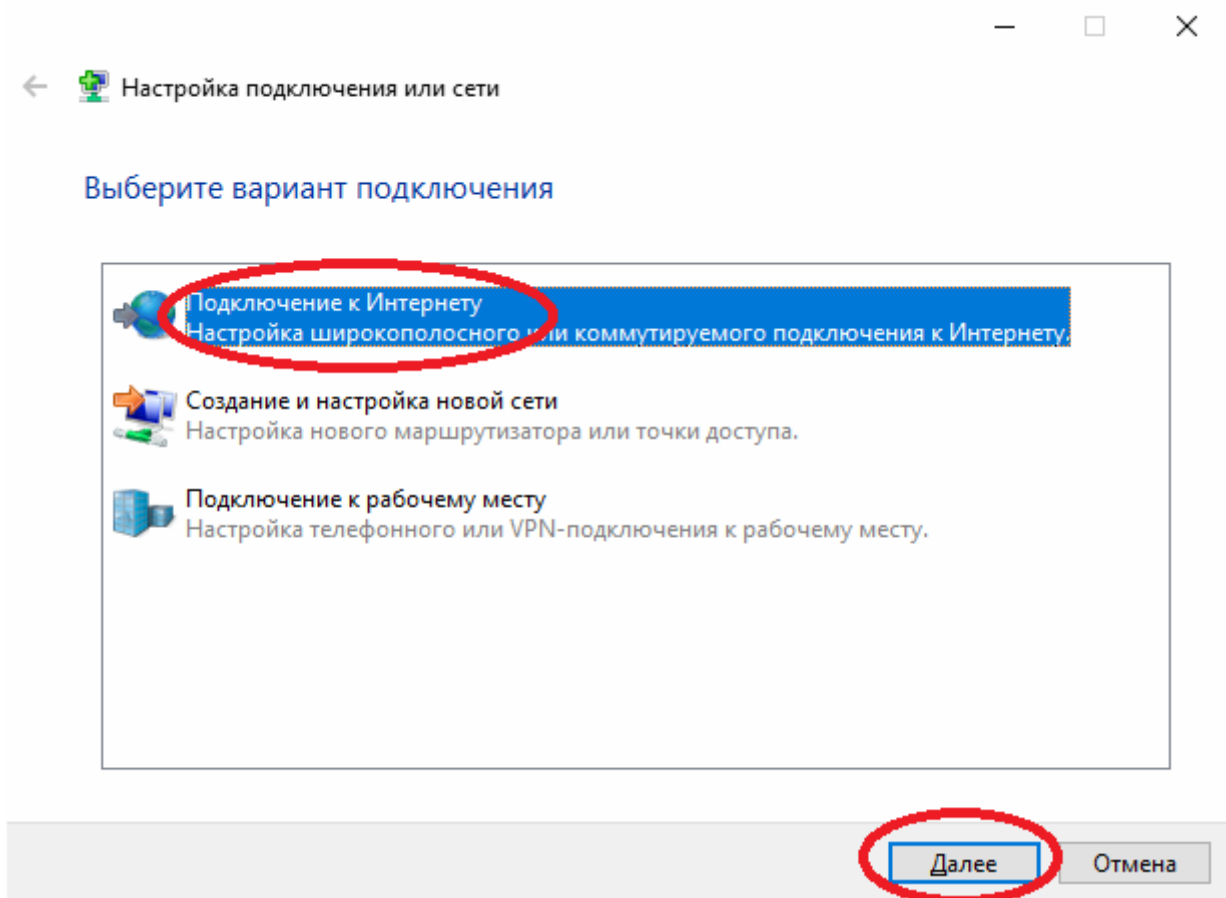 Настройка подключения или сети
Выберите вариант подключения
Подключение к Интернету
Настройка широкополосного или коммутируемого подключения к Интернету.
Создание и настройка новой сети
Настройка нового маршрутизатора или точки доступа.
Подключение к рабочему месту
Настройка телефонного или VPN-подключения к рабочему месту.
Далее
Отмена